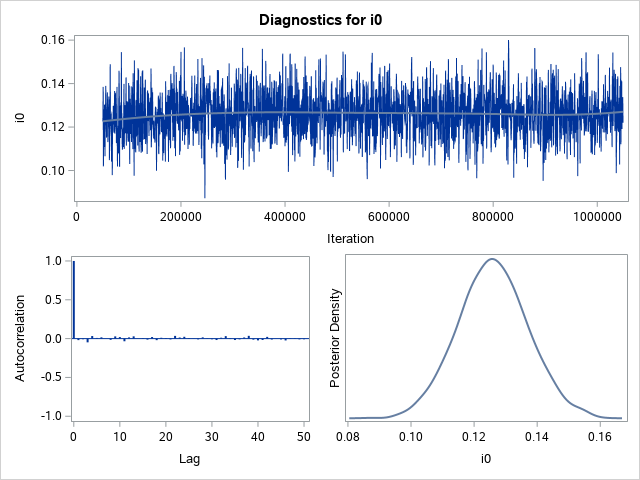 Diagnostics for i0
0.16
0.14
0.12
0.10
i0
0 200000 400000 600000 800000 1000000
Iteration
1.0
0.5
0.0
-0.5
-1.0
Autocorrelation
0 10 20 30 40 50
Lag
Posterior Density
0.08 0.10 0.12 0.14 0.16
i0